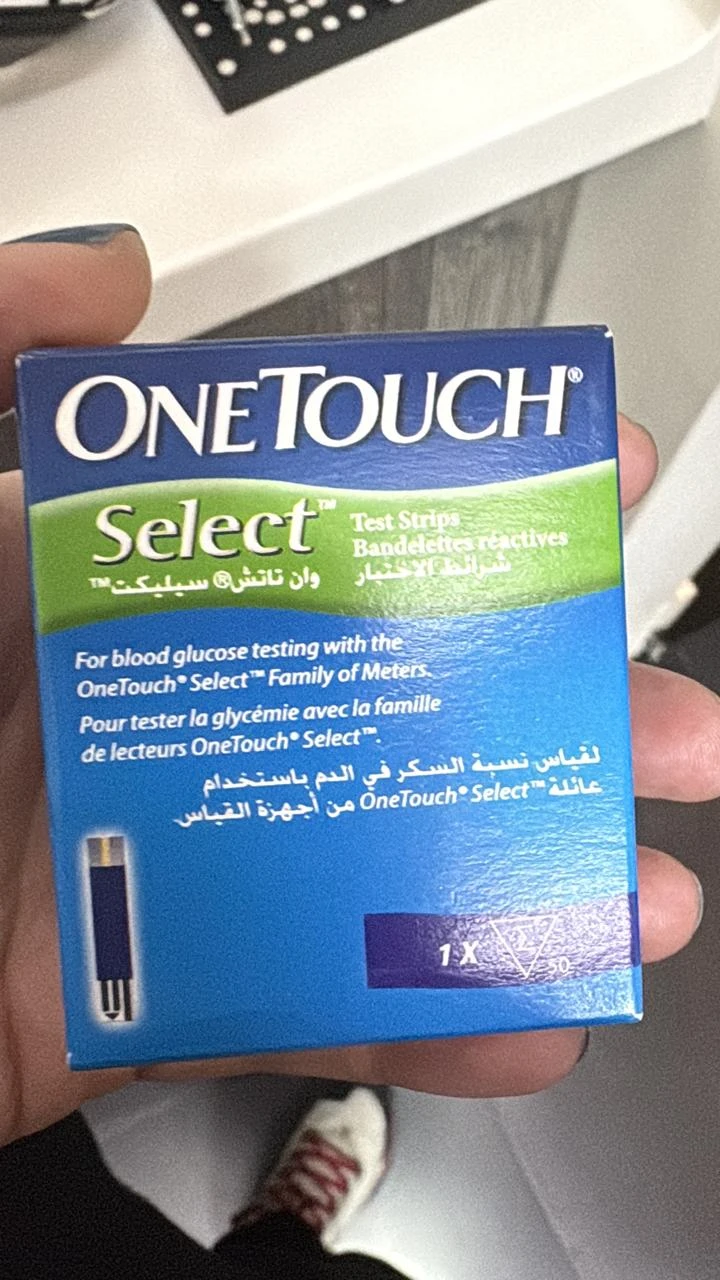 ONETOUCH®
Select™
وان تاتش® سيليكت™
Test Strips
Bandelettes réactives
شرائط الاختبار
For blood glucose testing with the
OneTouch® Select™ Family of Meters.
Pour tester la glycémie avec la famille
de lecteurs OneTouch® Select™.
لقياس نسبة السكر في الدم باستخدام
عائلة OneTouch® Select™ من أجهزة القياس
1 X 2 50